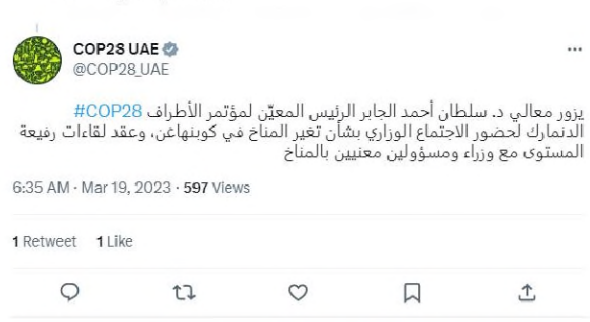 COP28 UAE
@COP28_UAE
يزور معالي د. سلطان أحمد الجابر الرئيس المعيّن لمؤتمر الأطراف #COP28
الدنمارك لحضور الاجتماع الوزاري بشأن تغير المناخ في كوبنهاغن، وعقد لقاءات رفيعة
المستوى مع وزراء ومسؤولين معنيين بالمناخ
6:35 AM · Mar 19, 2023 · 597 Views
1 Retweet 1 Like